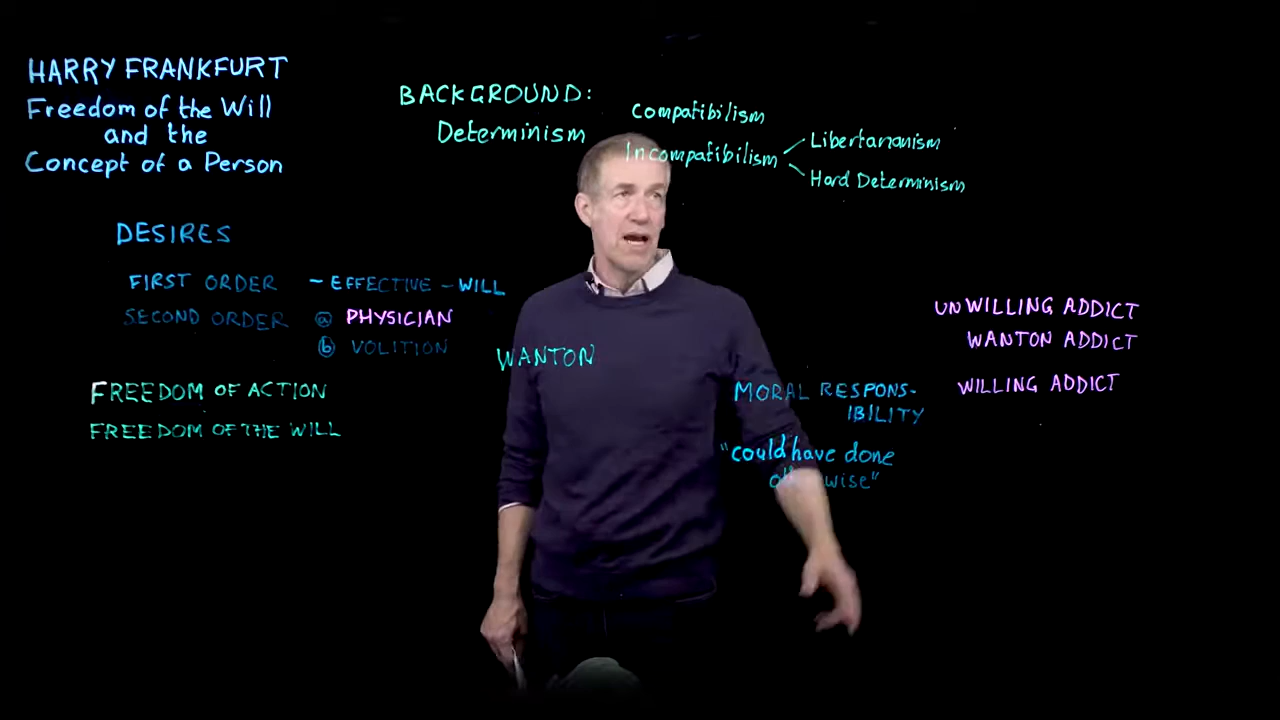 HARRY FRANKFURT
Freedom of the Will
and the
Concept of a Person
BACKGROUND:
Determinism
Compatibilism
Incompatibilism
Libertarianism
Hard Determinism
DESIRES
FIRST ORDER - EFFECTIVE - WILL
SECOND ORDER ⓐ PHYSICIAN
ⓑ VOLITION
WANTON
FREEDOM OF ACTION
FREEDOM OF THE WILL
MORAL RESPONS-
IBILITY
"could have done
otherwise"
UNWILLING ADDICT
WANTON ADDICT
WILLING ADDICT